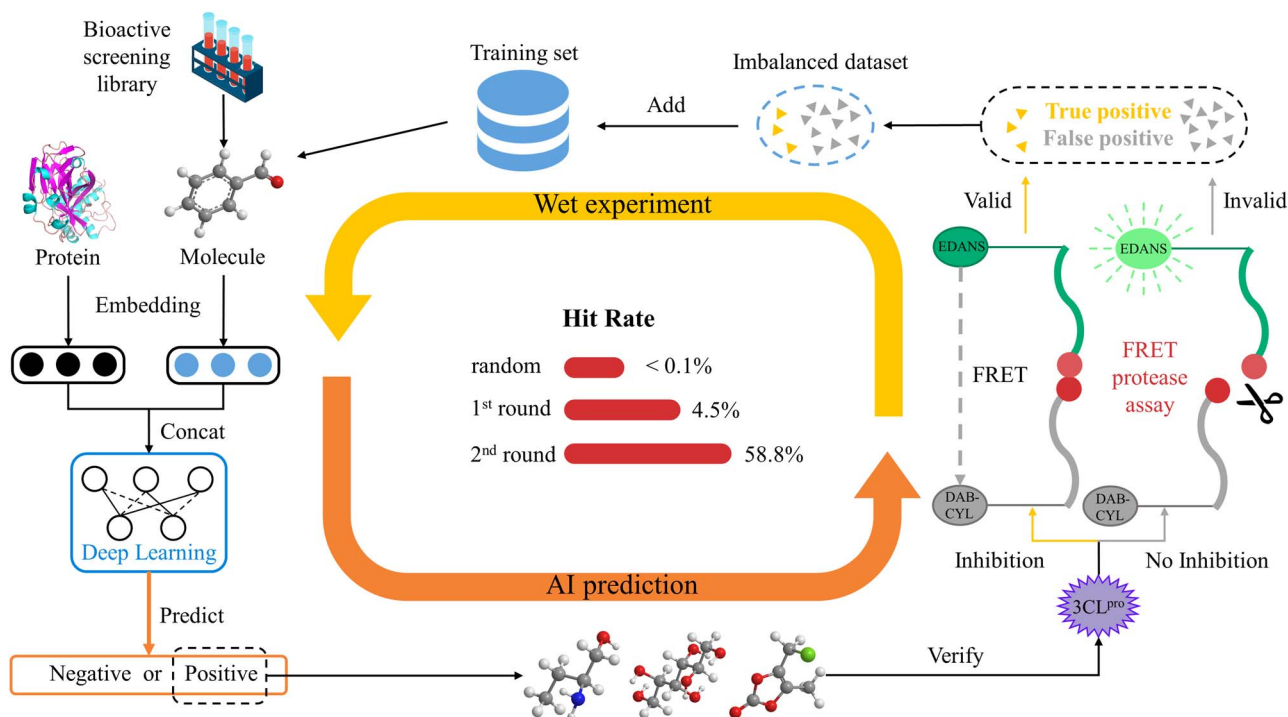 Bioactive
screening
library
Training set
Imbalanced dataset
Add
True positive
False positive
Valid
Invalid
Protein
Molecule
Embedding
Concat
Deep Learning
Predict
Negative or Positive
Wet experiment
Hit Rate
random < 0.1%
1st round 4.5%
2nd round 58.8%
AI prediction
EDANS
EDANS
FRET
FRET
protease
assay
DAB-
CYL
DAB-
CYL
Inhibition
No Inhibition
3CLpro
Verify